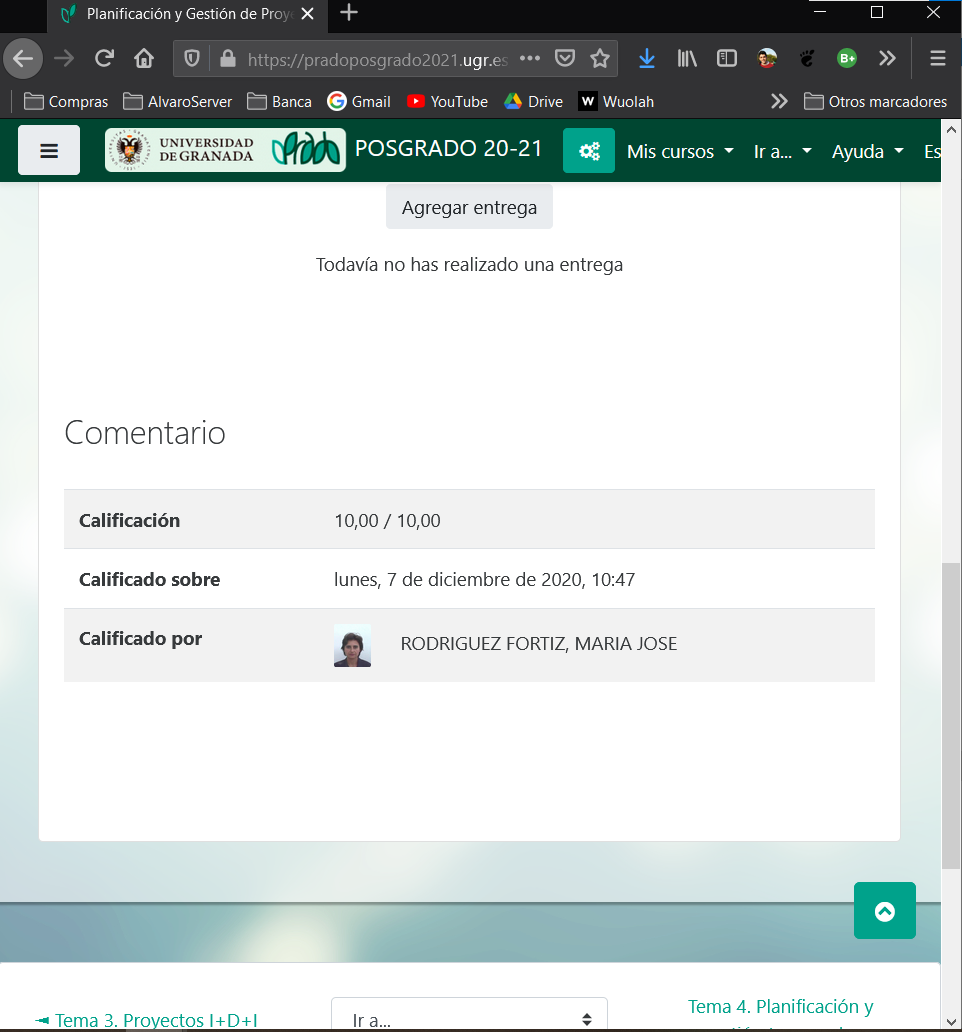 Planificación y Gestión de Proy
https://pradoposgrado2021.ugr.es
B+
Compras AlvaroServer Banca Gmail YouTube Drive W Wuolah Otros marcadores
UNIVERSIDAD DE GRANADA prado POSGRADO 20-21 Mis cursos Ir a... Ayuda Es
Agregar entrega
Todavía no has realizado una entrega
Comentario
Calificación 10,00 / 10,00
Calificado sobre lunes, 7 de diciembre de 2020, 10:47
Calificado por RODRIGUEZ FORTIZ, MARIA JOSE
◄ Tema 3. Proyectos I+D+I Ir a... Tema 4. Planificación y